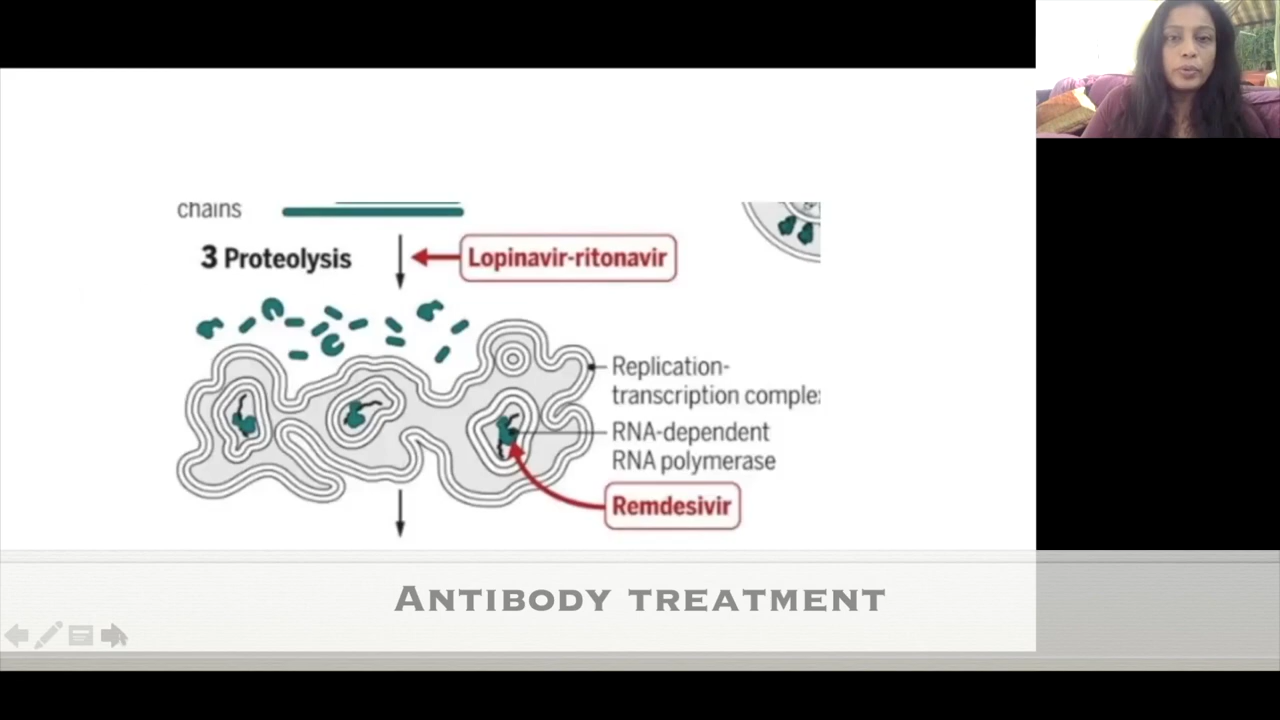 chains
3 Proteolysis
Lopinavir-ritonavir
Replication-
transcription comple
RNA-dependent
RNA polymerase
Remdesivir
ANTIBODY TREATMENT